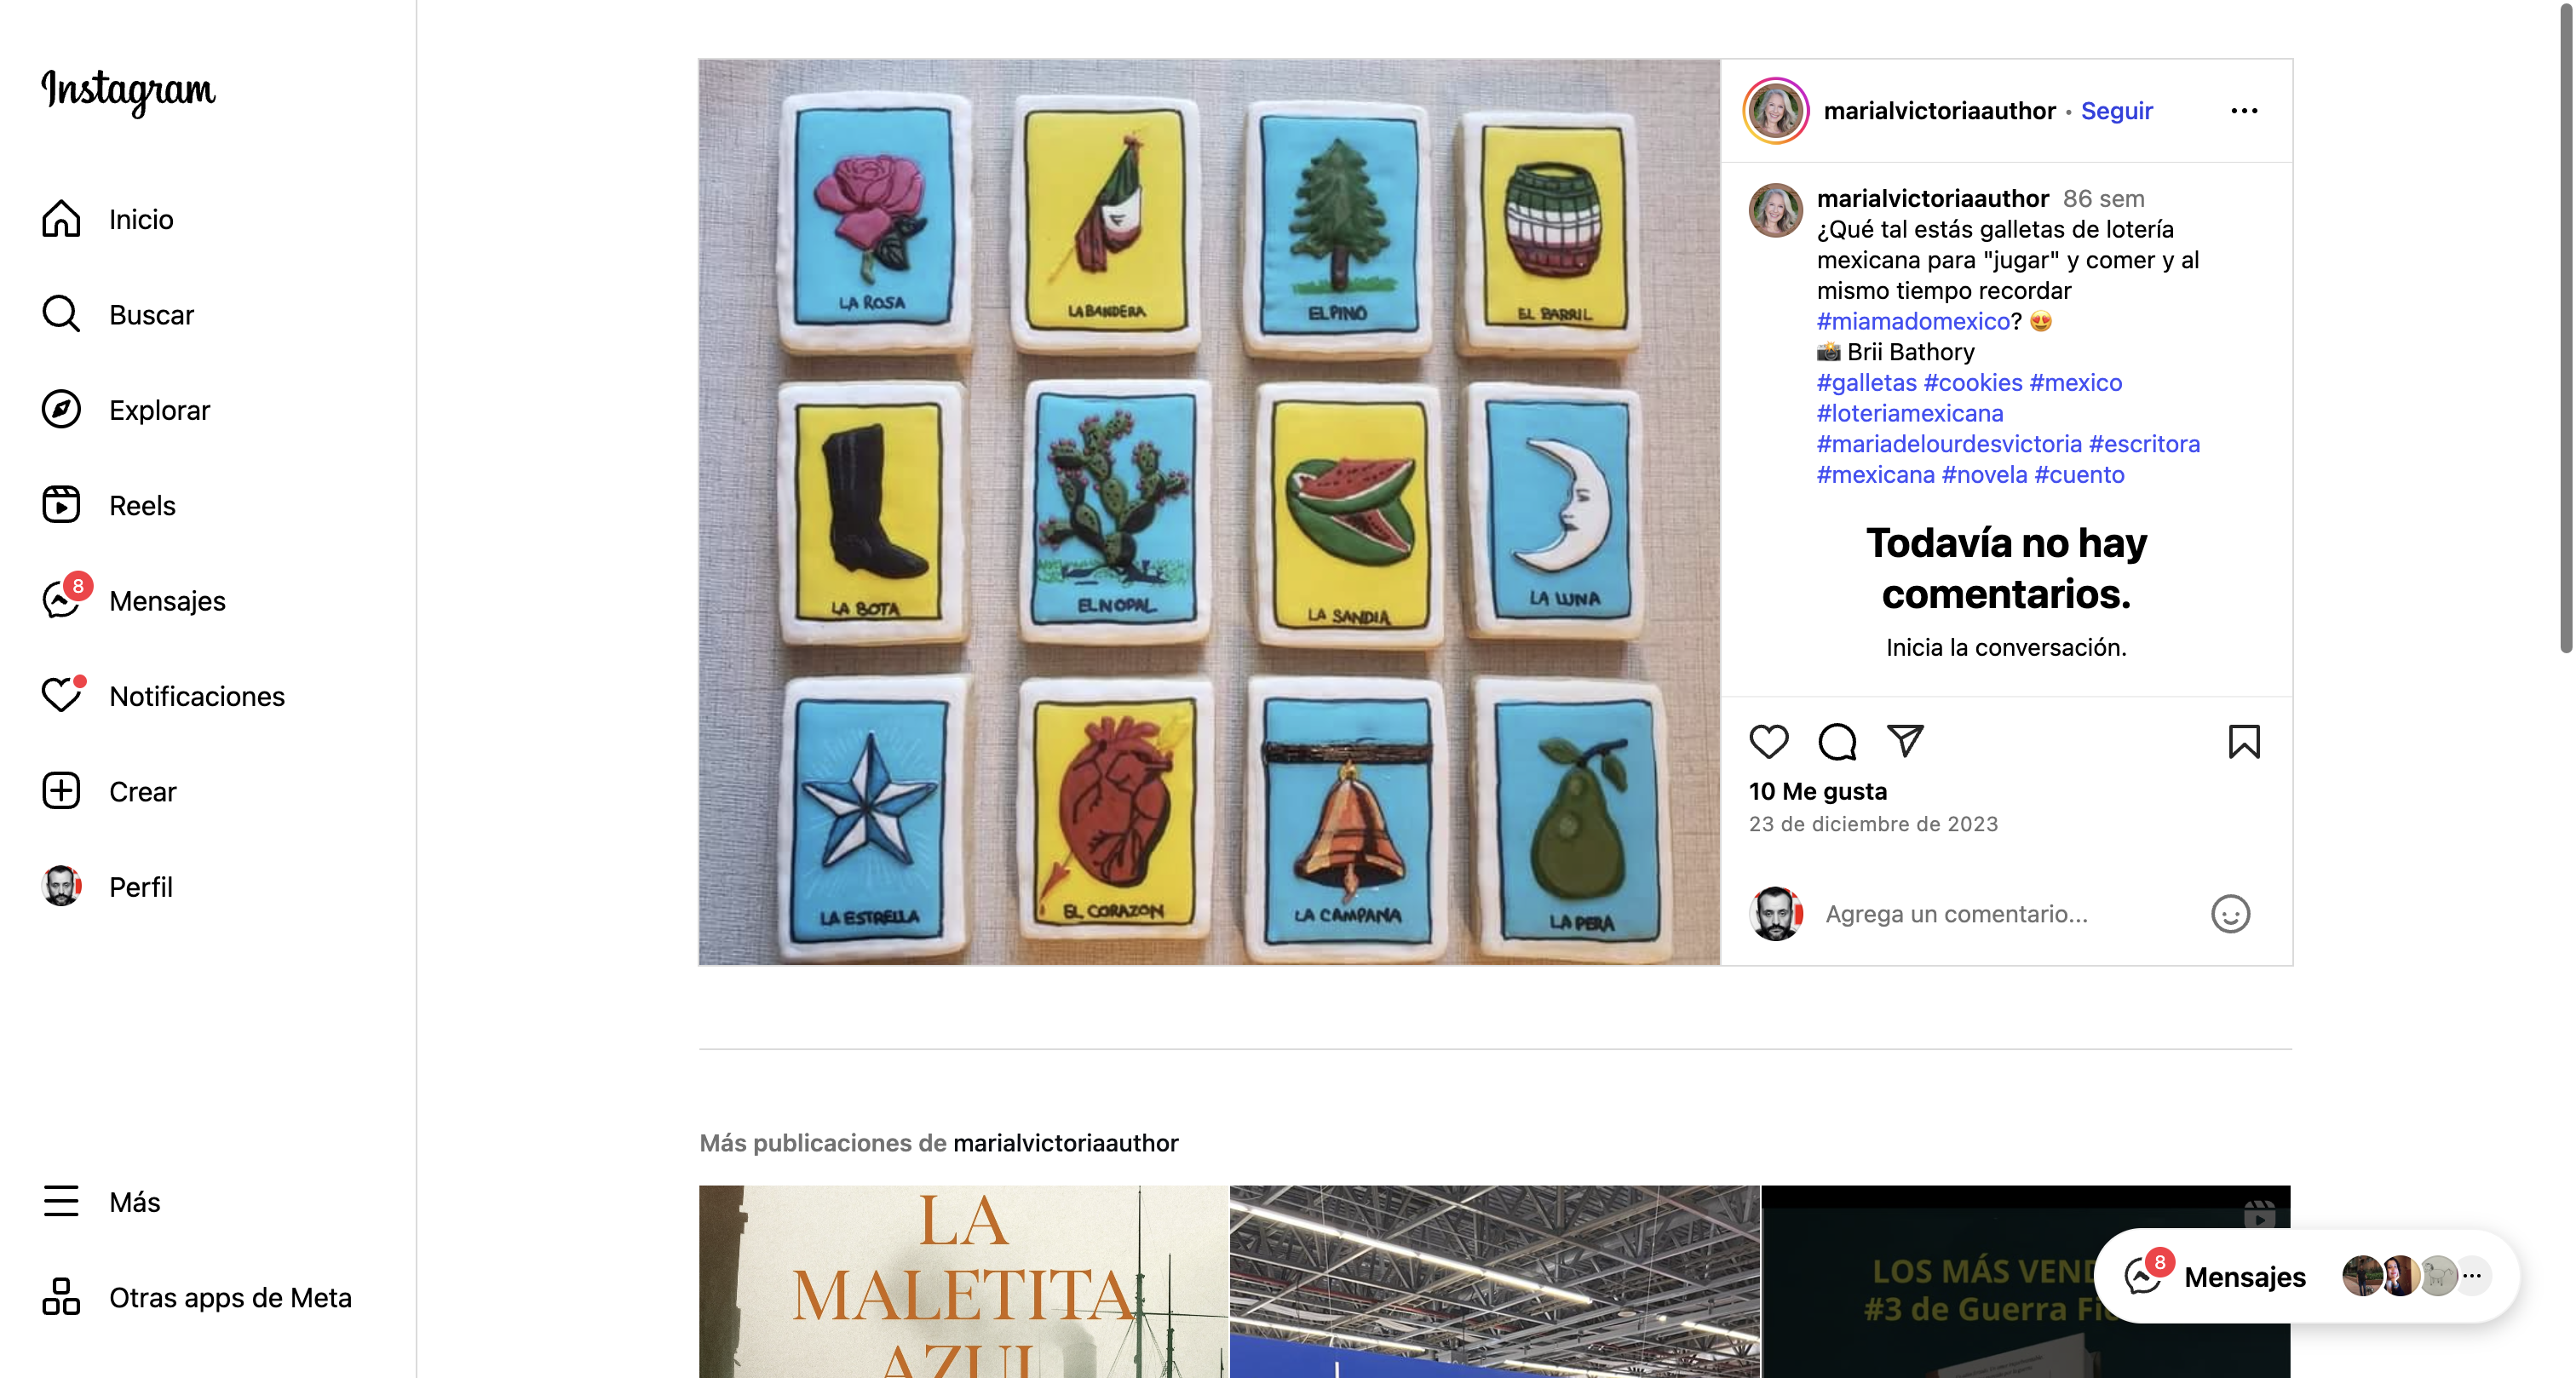 Instagram
Inicio
Buscar
Explorar
Reels
8
Mensajes
Notificaciones
Crear
Perfil
Más
Otras apps de Meta
LA ROSA
LA BANDERA
EL PINO
EL BARRIL
LA BOTA
EL NOPAL
LA SANDIA
LA LUNA
LA ESTRELLA
EL CORAZON
LA CAMPANA
LA PERA
marialvictoriaauthor • Seguir
marialvictoriaauthor 86 sem
¿Qué tal estás galletas de lotería
mexicana para "jugar" y comer y al
mismo tiempo recordar
#miamadomexico? 😍
📸 Brii Bathory
#galletas #cookies #mexico
#loteriamexicana
#mariadelourdesvictoria #escritora
#mexicana #novela #cuento
Todavía no hay
comentarios.
Inicia la conversación.
10 Me gusta
23 de diciembre de 2023
Agrega un comentario...
Más publicaciones de marialvictoriaauthor
LA
MALETITA
AZUL
LOS MÁS VEND
#3 de Guerra
8
Mensajes